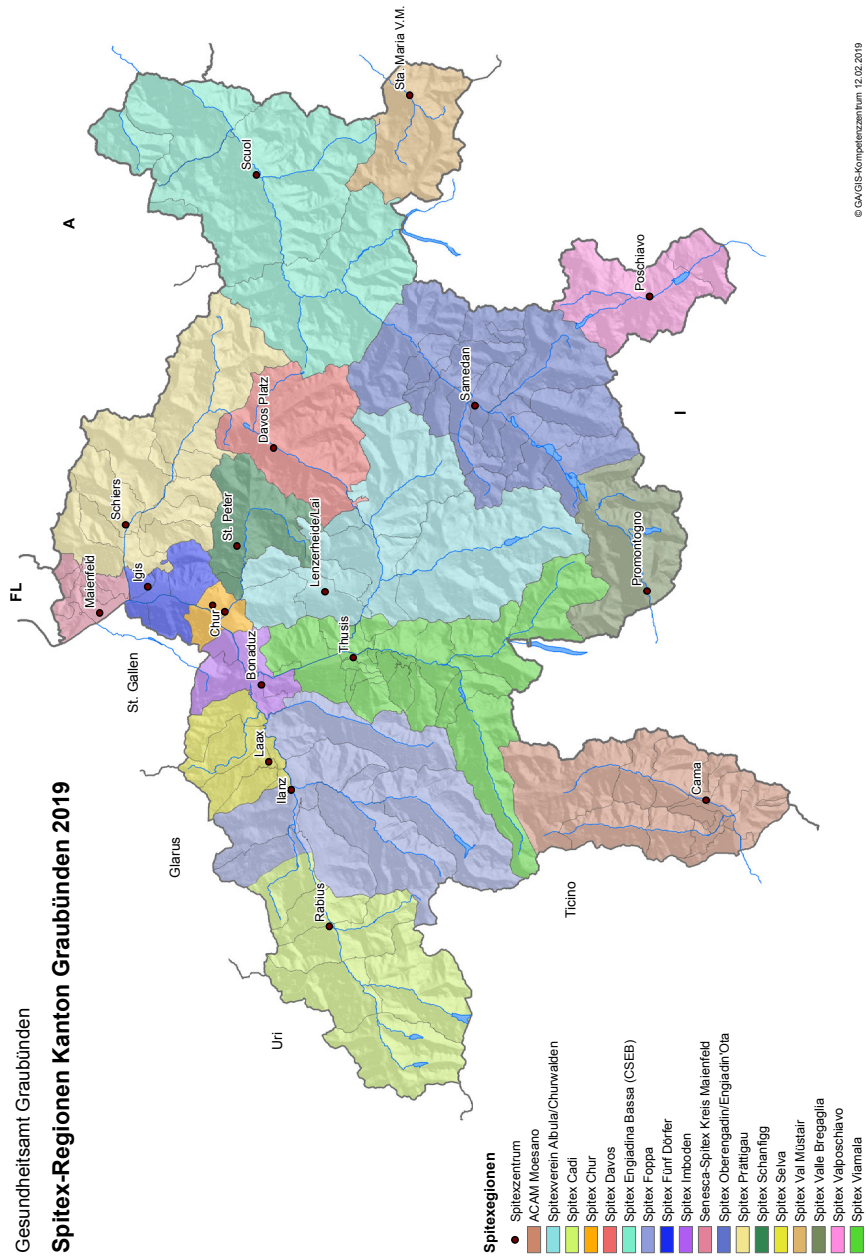 Gesundheitsamt Graubünden
Spitex-Regionen Kanton Graubünden 2019
FL
A
I
St. Gallen
Glarus
Uri
Ticino
Maienfeld
Schiers
Igis
Chur
St. Peter
Davos Platz
Scuol
Sta. Maria V.M.
Bonaduz
Laax
Ilanz
Rabius
Lenzerheide/Lai
Thusis
Samedan
Poschiavo
Promontogno
Cama
Spitexegionen
Spitexzentrum
ACAM Moesano
Spitexverein Albula/Churwalden
Spitex Cadi
Spitex Chur
Spitex Davos
Spitex Engiadina Bassa (CSEB)
Spitex Foppa
Spitex Fünf Dörfer
Spitex Imboden
Senesca-Spitex Kreis Maienfeld
Spitex Oberengadin/Engiadin'Ota
Spitex Prättigau
Spitex Schanfigg
Spitex Selva
Spitex Val Müstair
Spitex Valle Bregaglia
Spitex Valposchiavo
Spitex Viamala
© GA/GIS-Kompetenzzentrum 12.02.2019